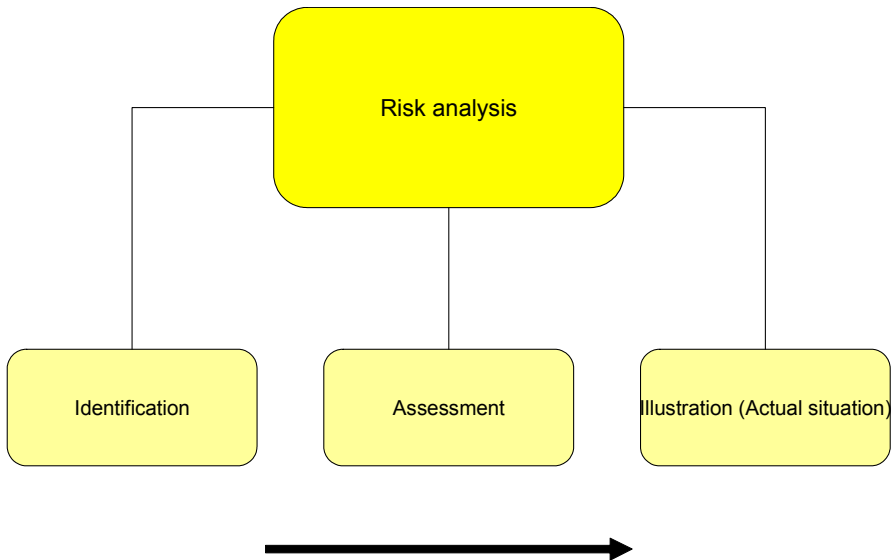 Risk analysis
Identification
Assessment
Illustration (Actual situation)